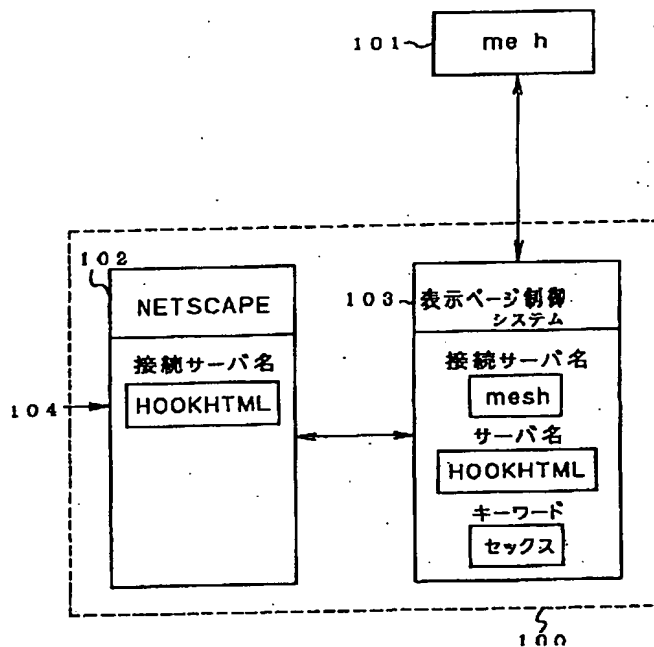 101
me h
102
NETSCAPE
接続サーバ名
HOOKHTML
104
103
表示ページ制御
システム
接続サーバ名
mesh
サーバ名
HOOKHTML
キーワード
セックス
100